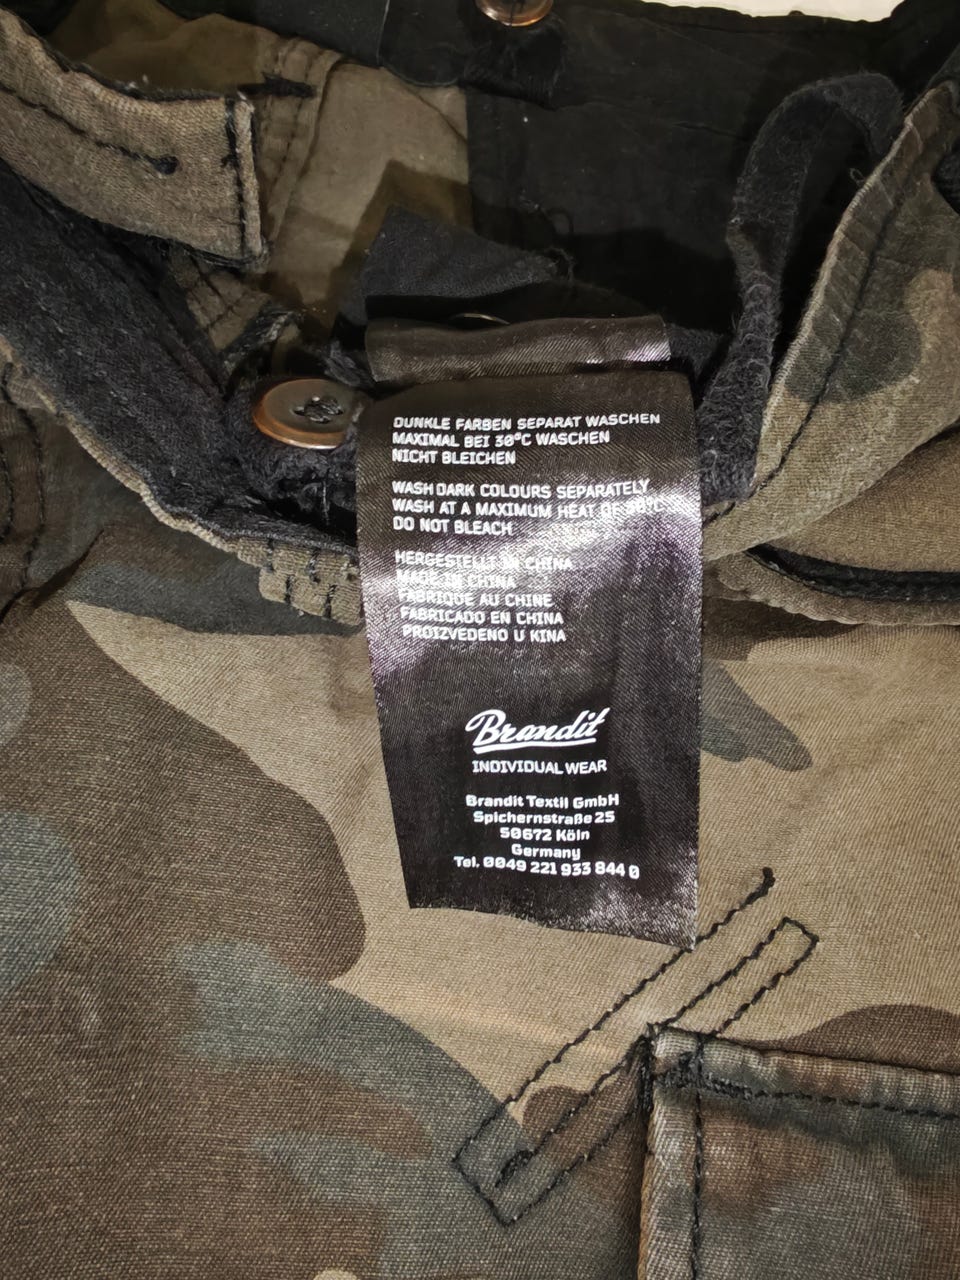 DUNKLE FARBEN SEPARAT WASCHEN
MAXIMAL BEI 30°C WASCHEN
NICHT BLEICHEN
WASH DARK COLOURS SEPARATELY
WASH AT A MAXIMUM HEAT OF 30°C
DO NOT BLEACH
HERGESTELLT IN CHINA
MADE IN CHINA
FABRIQUE AU CHINE
FABRICADO EN CHINA
PROIZVEDENO U KINA
Brandit
INDIVIDUAL WEAR
Brandit Textil GmbH
Spichernstraße 25
50672 Köln
Germany
Tel. 0049 221 933 844 0